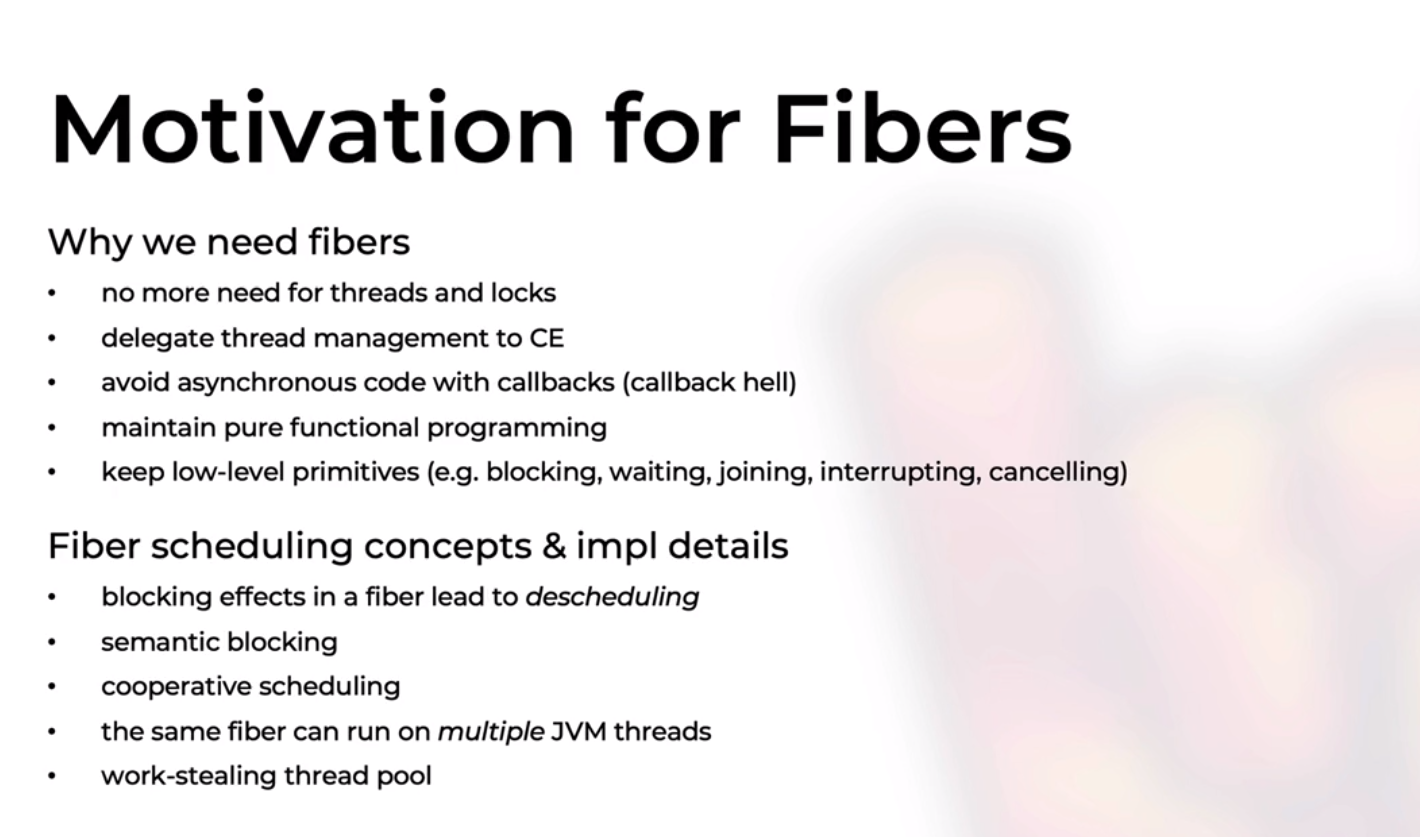 Motivation for Fibers
Why we need fibers
• no more need for threads and locks
• delegate thread management to CE
• avoid asynchronous code with callbacks (callback hell)
• maintain pure functional programming
• keep low-level primitives (e.g. blocking, waiting, joining, interrupting, cancelling)
Fiber scheduling concepts & impl details
• blocking effects in a fiber lead to descheduling
• semantic blocking
• cooperative scheduling
• the same fiber can run on multiple JVM threads
• work-stealing thread pool